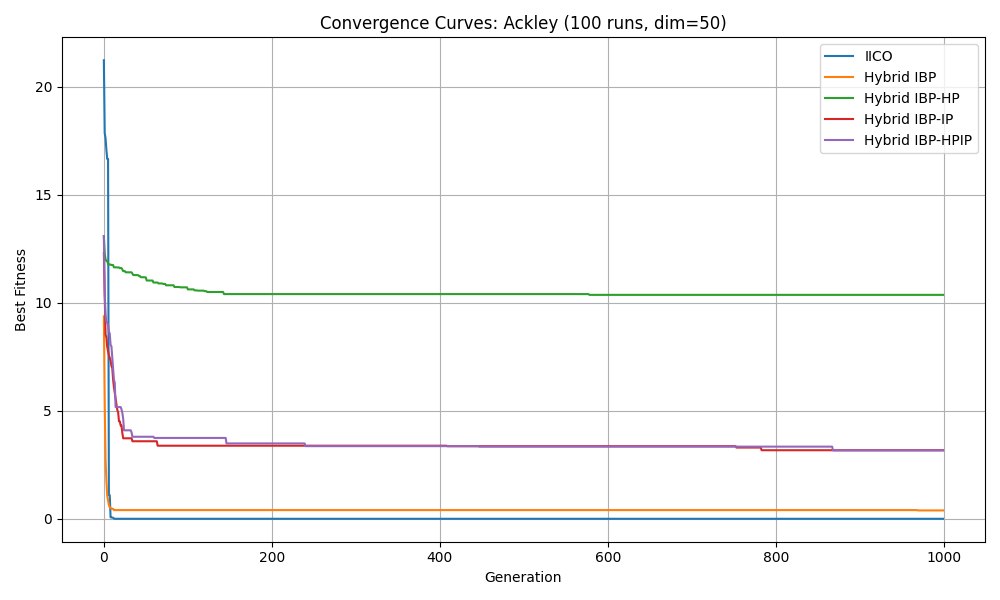 Convergence Curves: Ackley (100 runs, dim=50)
IICO
Hybrid IBP
Hybrid IBP-HP
Hybrid IBP-IP
Hybrid IBP-HPIP
Best Fitness
20
15
10
5
0
0 200 400 600 800 1000
Generation